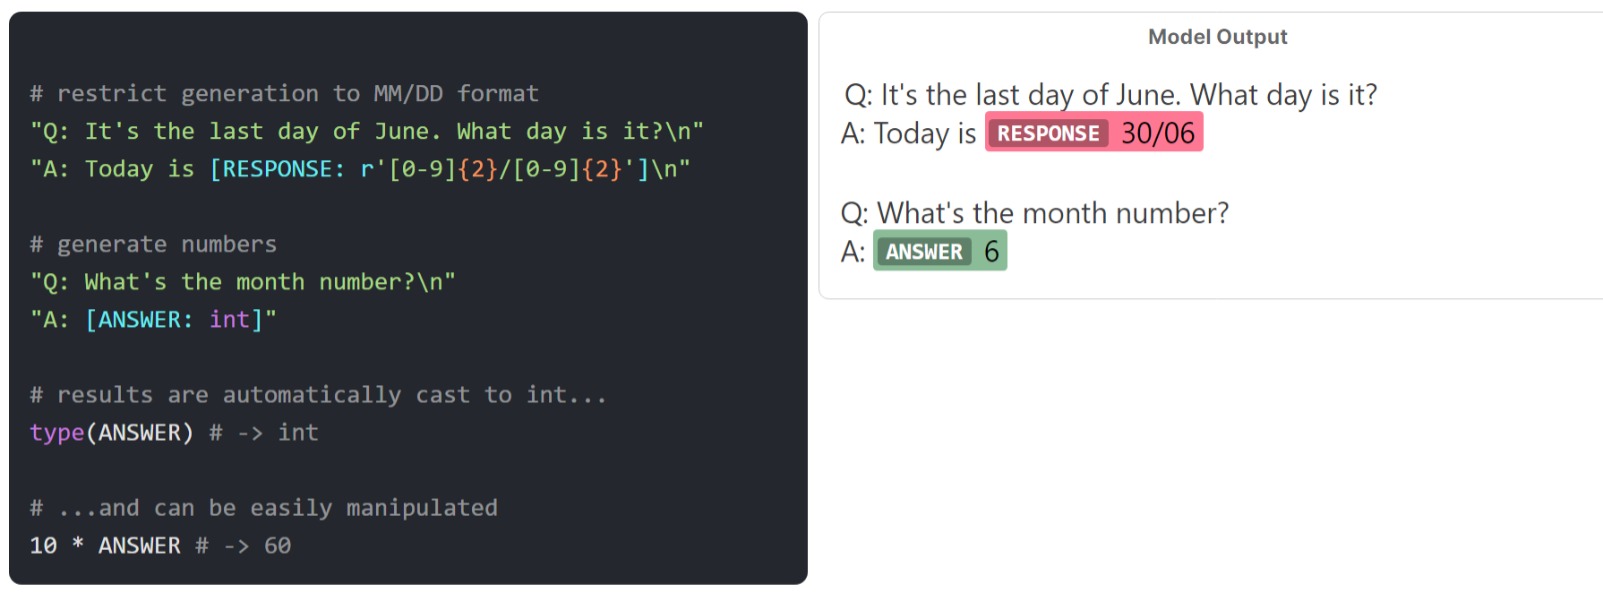 # restrict generation to MM/DD format
"Q: It's the last day of June. What day is it?\n"
"A: Today is [RESPONSE: r'[0-9]{2}/[0-9]{2}']\n"
# generate numbers
"Q: What's the month number?\n"
"A: [ANSWER: int]"
# results are automatically cast to int...
type(ANSWER) # -> int
# ...and can be easily manipulated
10 * ANSWER # -> 60
Model Output
Q: It's the last day of June. What day is it?
A: Today is RESPONSE 30/06
Q: What's the month number?
A: ANSWER 6